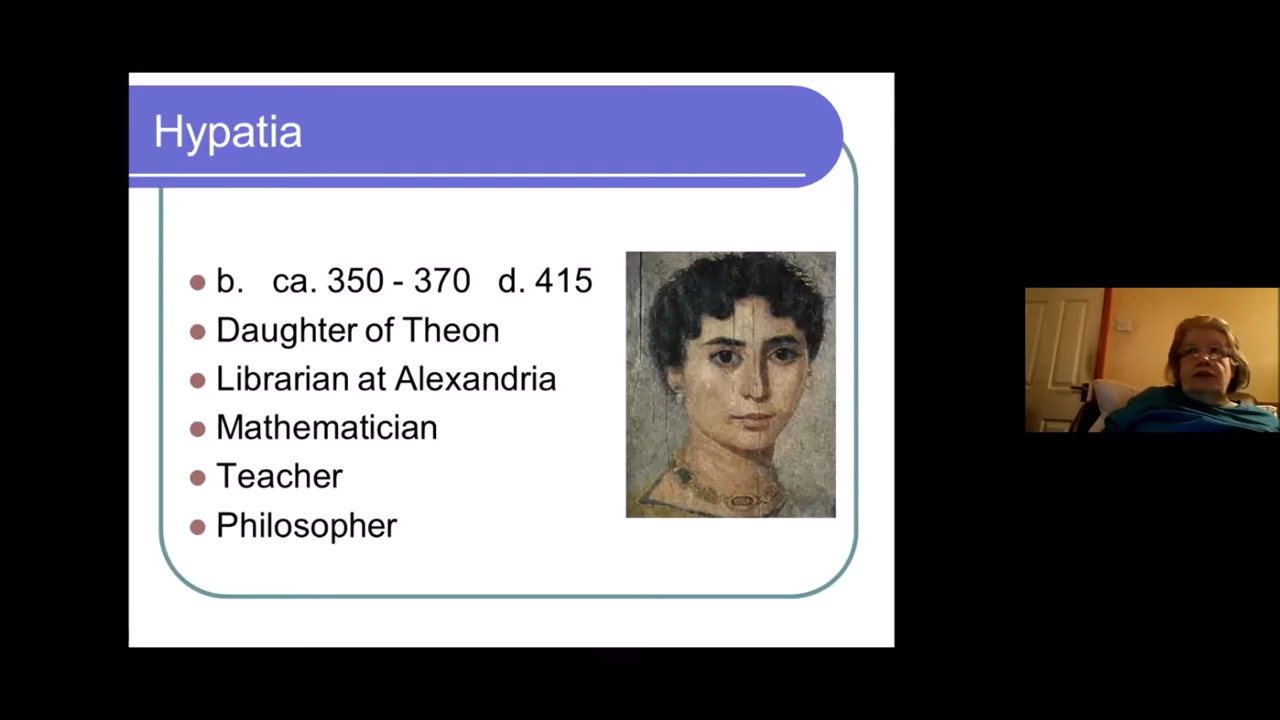 Hypatia
b. ca. 350 - 370 d. 415
Daughter of Theon
Librarian at Alexandria
Mathematician
Teacher
Philosopher